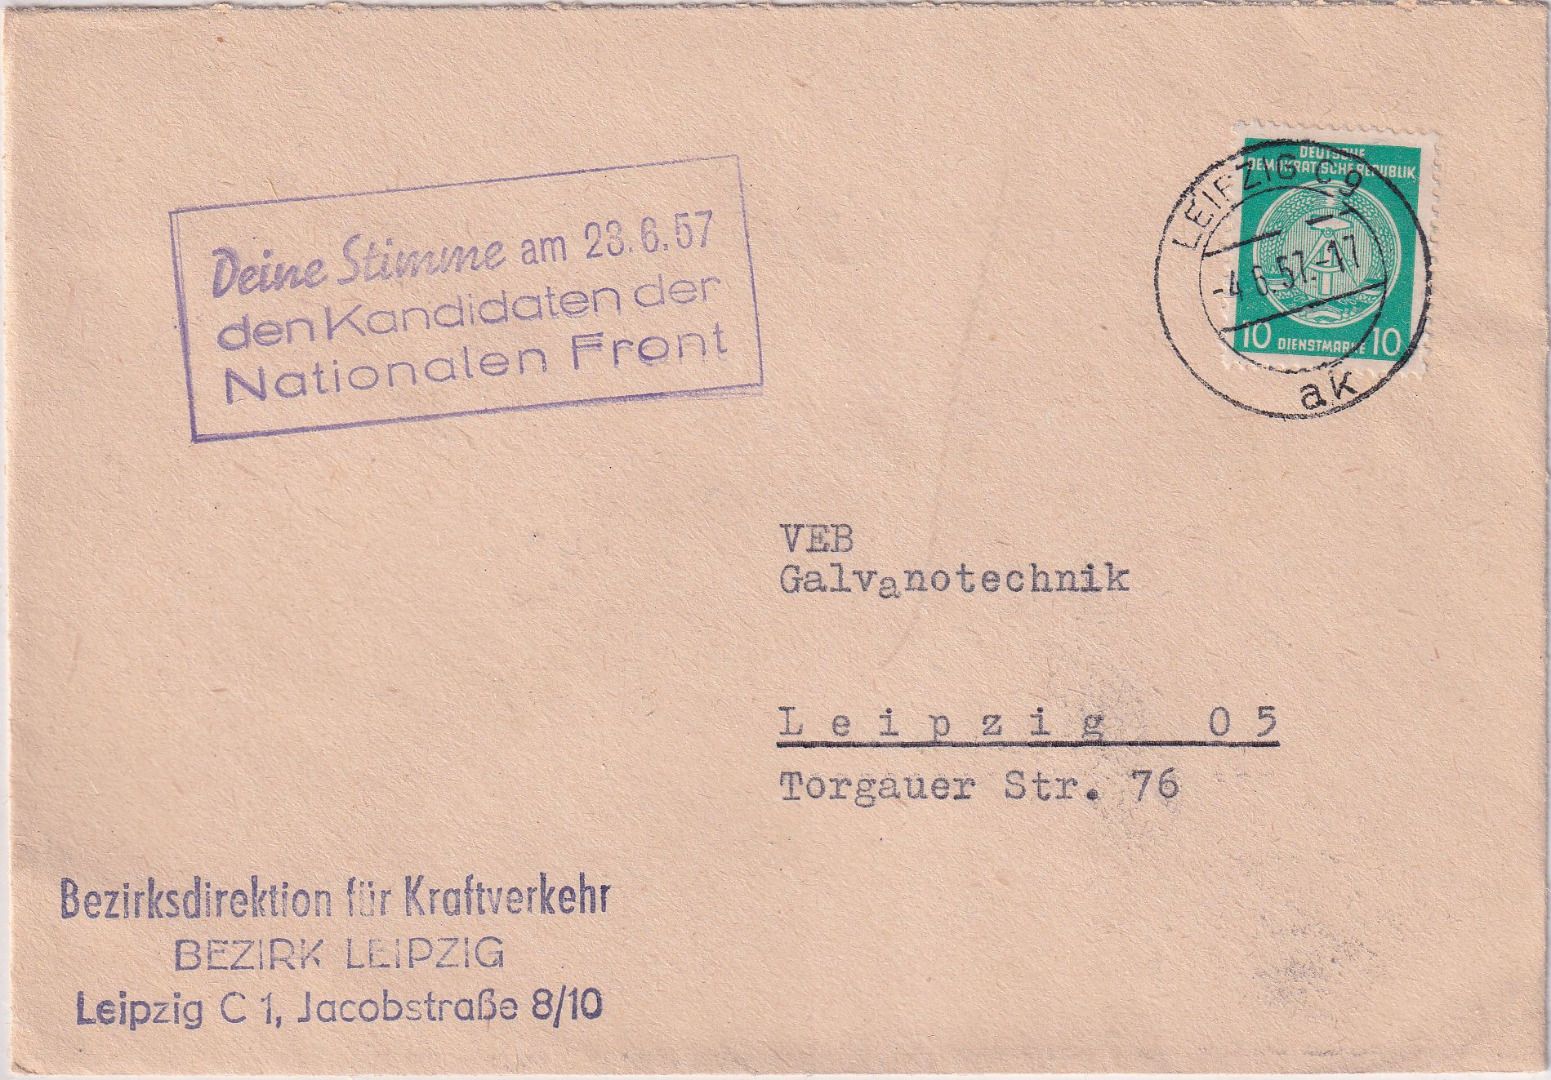 Deine Stimme am 23.6.57
den Kandidaten der
Nationalen Front
DEUTSCHE
DEMOKRATISCHE REPUBLIK
10 DIENSTMARKE 10
LEIPZIG C9
-4.6.57.-17
ak
VEB
Galvanotechnik
Leipzig O5
Torgauer Str. 76
Bezirksdirektion für Kraftverkehr
BEZIRK LEIPZIG
Leipzig C 1, Jacobstraße 8/10